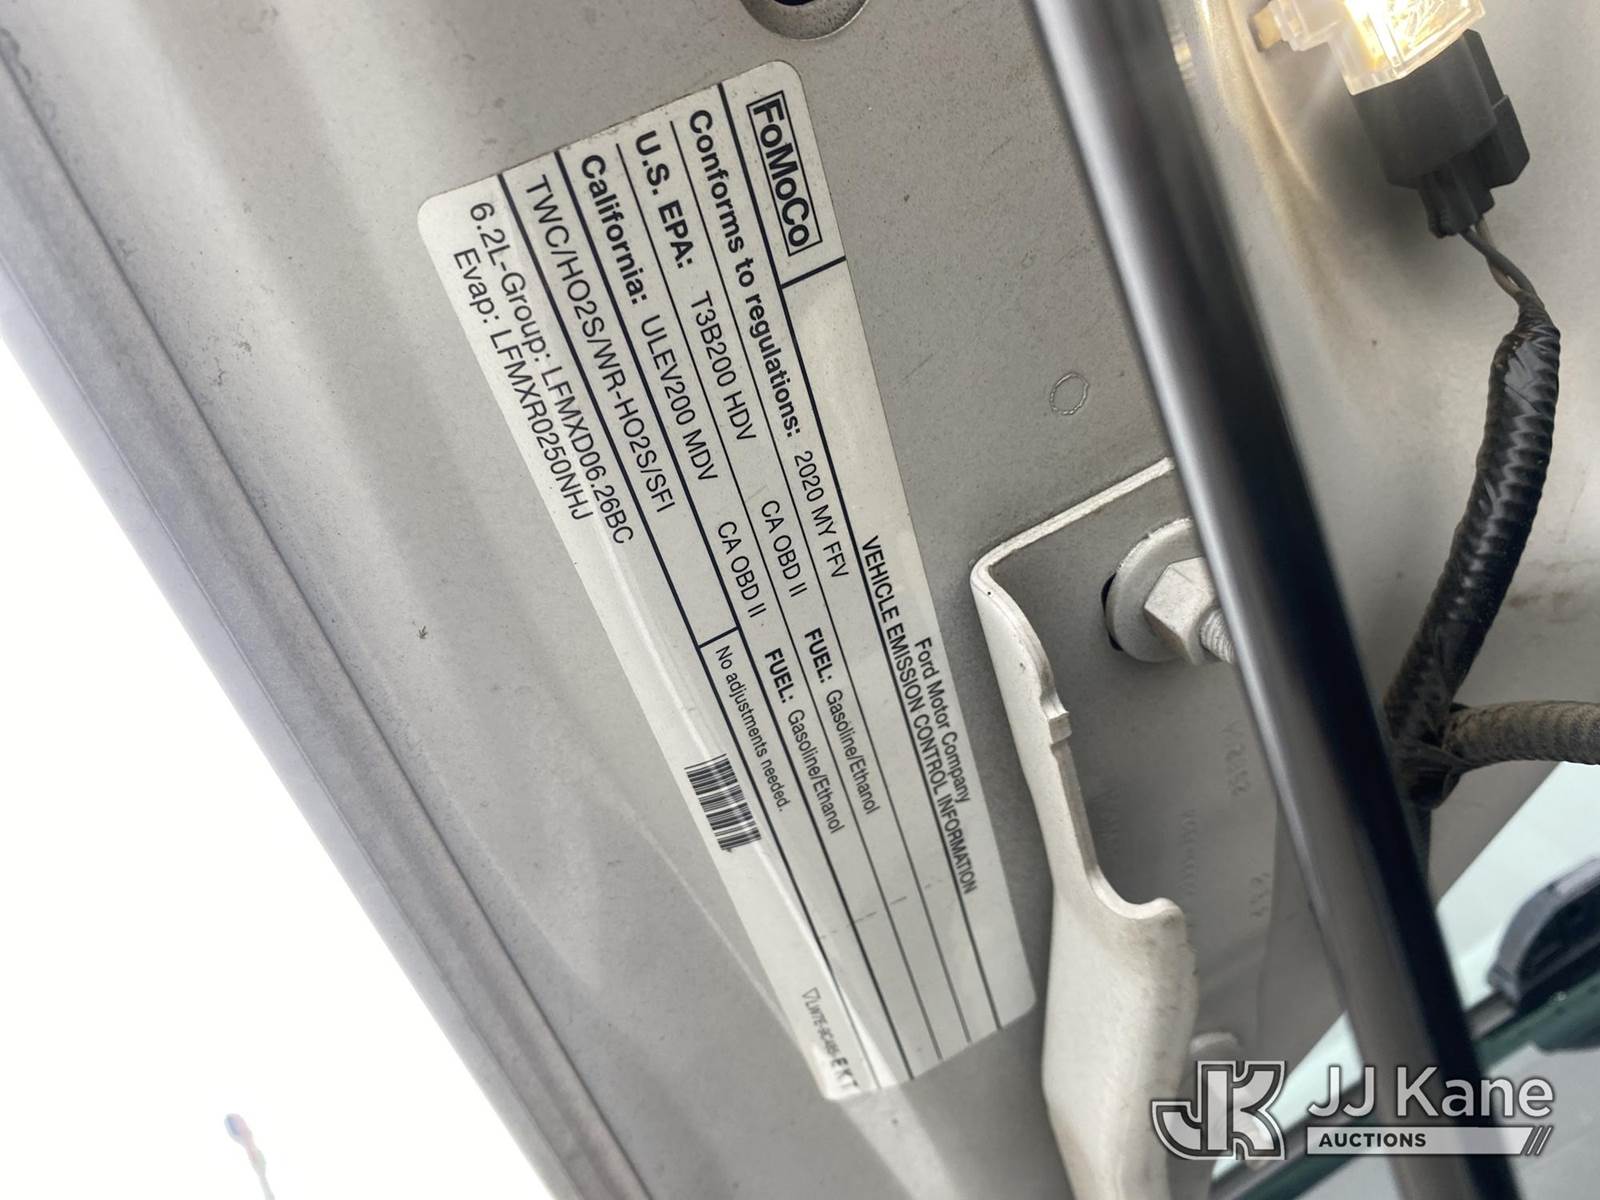 FoMoCo
Ford Motor Company
VEHICLE EMISSION CONTROL INFORMATION
Conforms to regulations: 2020 MY FFV
U.S. EPA: T3B200 HDV CA OBD II FUEL: Gasoline/Ethanol
California: ULEV200 MDV CA OBD II FUEL: Gasoline/Ethanol
TWC/HO2S/WR-HO2S/SFI
No adjustments needed.
6.2L-Group: LFMXD06.26BC
Evap: LFMXR0250NHJ
EKT
JJ Kane
AUCTIONS